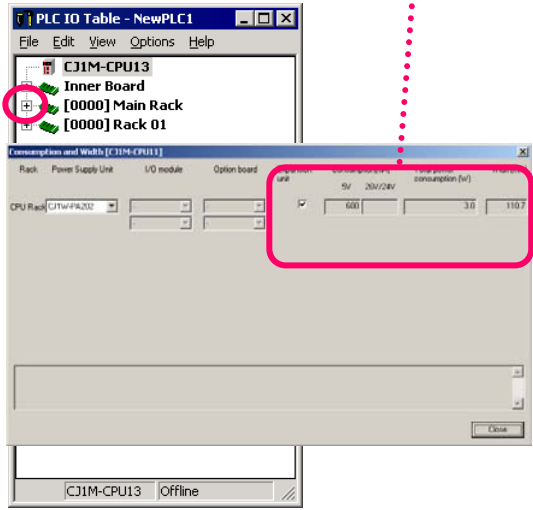 PLC IO Table - NewPLC1
File Edit View Options Help
CJ1M-CPU13
Inner Board
[0000] Main Rack
[0000] Rack 01
Consumption and Width [CJ1M-CPU11]
Rack Power Supply Unit I/O module Option board
unit consumption (W)
5V 26V/24V
CPU Rack CJ1W-PA202 600 3.0 110.7
Close
CJ1M-CPU13 Offline